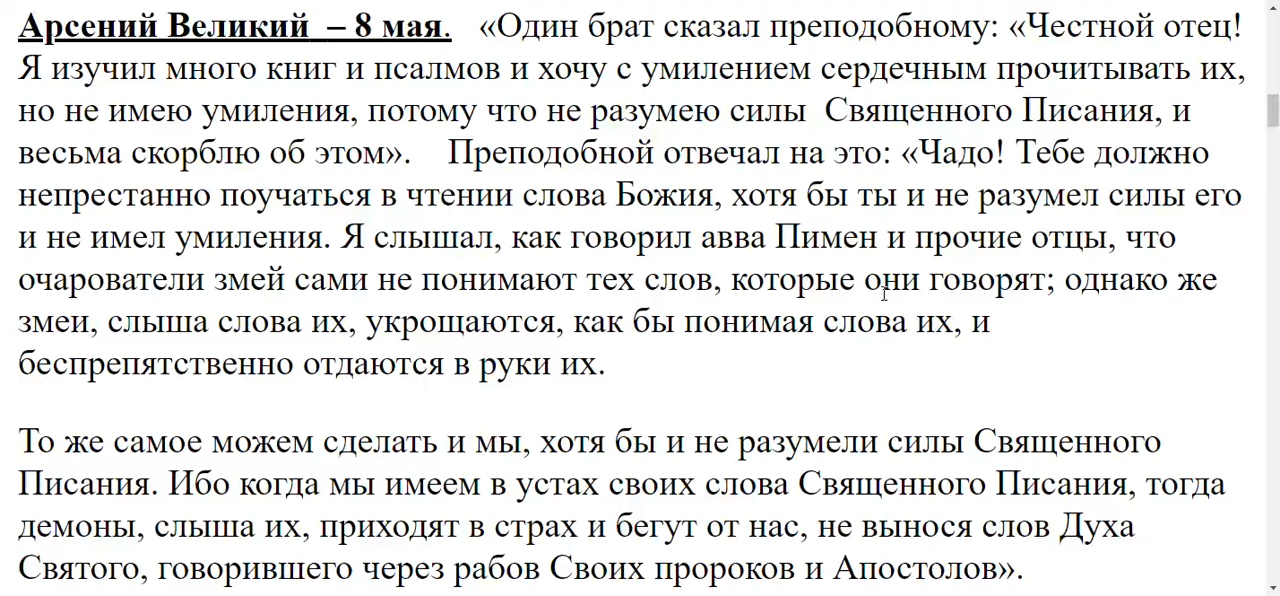 Арсений Великий – 8 мая. «Один брат сказал преподобному: «Честной отец!
Я изучил много книг и псалмов и хочу с умилением сердечным прочитывать их,
но не имею умиления, потому что не разумею силы Священного Писания, и
весьма скорблю об этом». Преподобной отвечал на это: «Чадо! Тебе должно
непрестанно поучаться в чтении слова Божия, хотя бы ты и не разумел силы его
и не имел умиления. Я слышал, как говорил авва Пимен и прочие отцы, что
очарователи змей сами не понимают тех слов, которые они говорят; однако же
змеи, слыша слова их, укрощаются, как бы понимая слова их, и
беспрепятственно отдаются в руки их.
То же самое можем сделать и мы, хотя бы и не разумели силы Священного
Писания. Ибо когда мы имеем в устах своих слова Священного Писания, тогда
демоны, слыша их, приходят в страх и бегут от нас, не вынося слов Духа
Святого, говорившего через рабов Своих пророков и Апостолов».